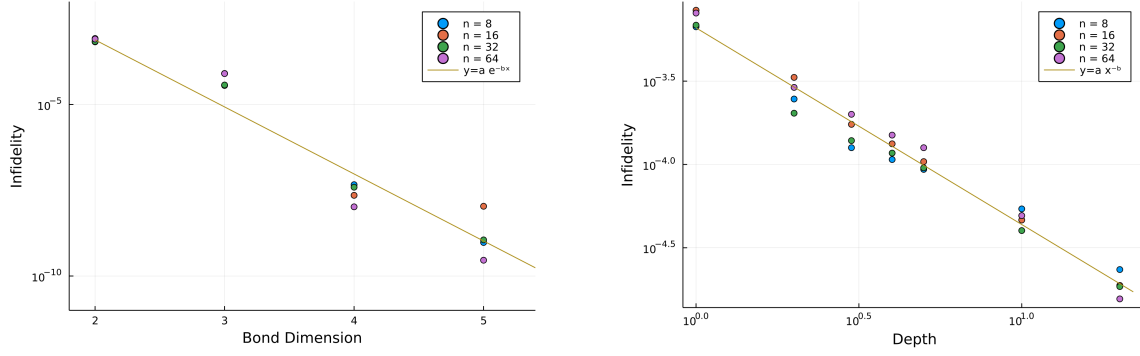 Infidelity
10⁻⁵
10⁻¹⁰
2
3
4
5
Bond Dimension
n = 8
n = 16
n = 32
n = 64
y=a e⁻ᵇˣ
Infidelity
10⁻³·⁵
10⁻⁴·⁰
10⁻⁴·⁵
10⁰·⁰
10⁰·⁵
10¹·⁰
Depth
n = 8
n = 16
n = 32
n = 64
y=a x⁻ᵇ